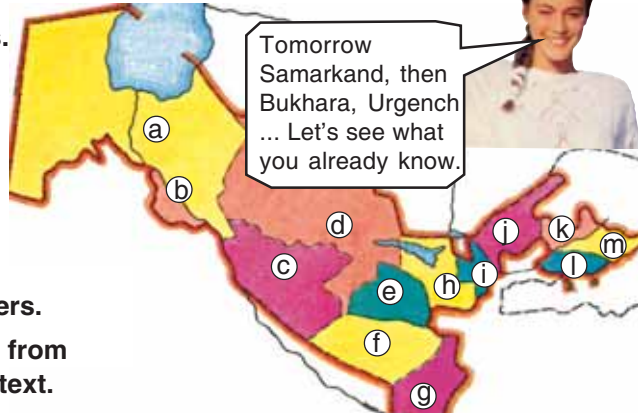 s.
Tomorrow
Samarkand, then
Bukhara, Urgench
... Let's see what
you already know.
a
b
c
d
e
f
g
h
i
j
k
l
m
ers.
from
text.